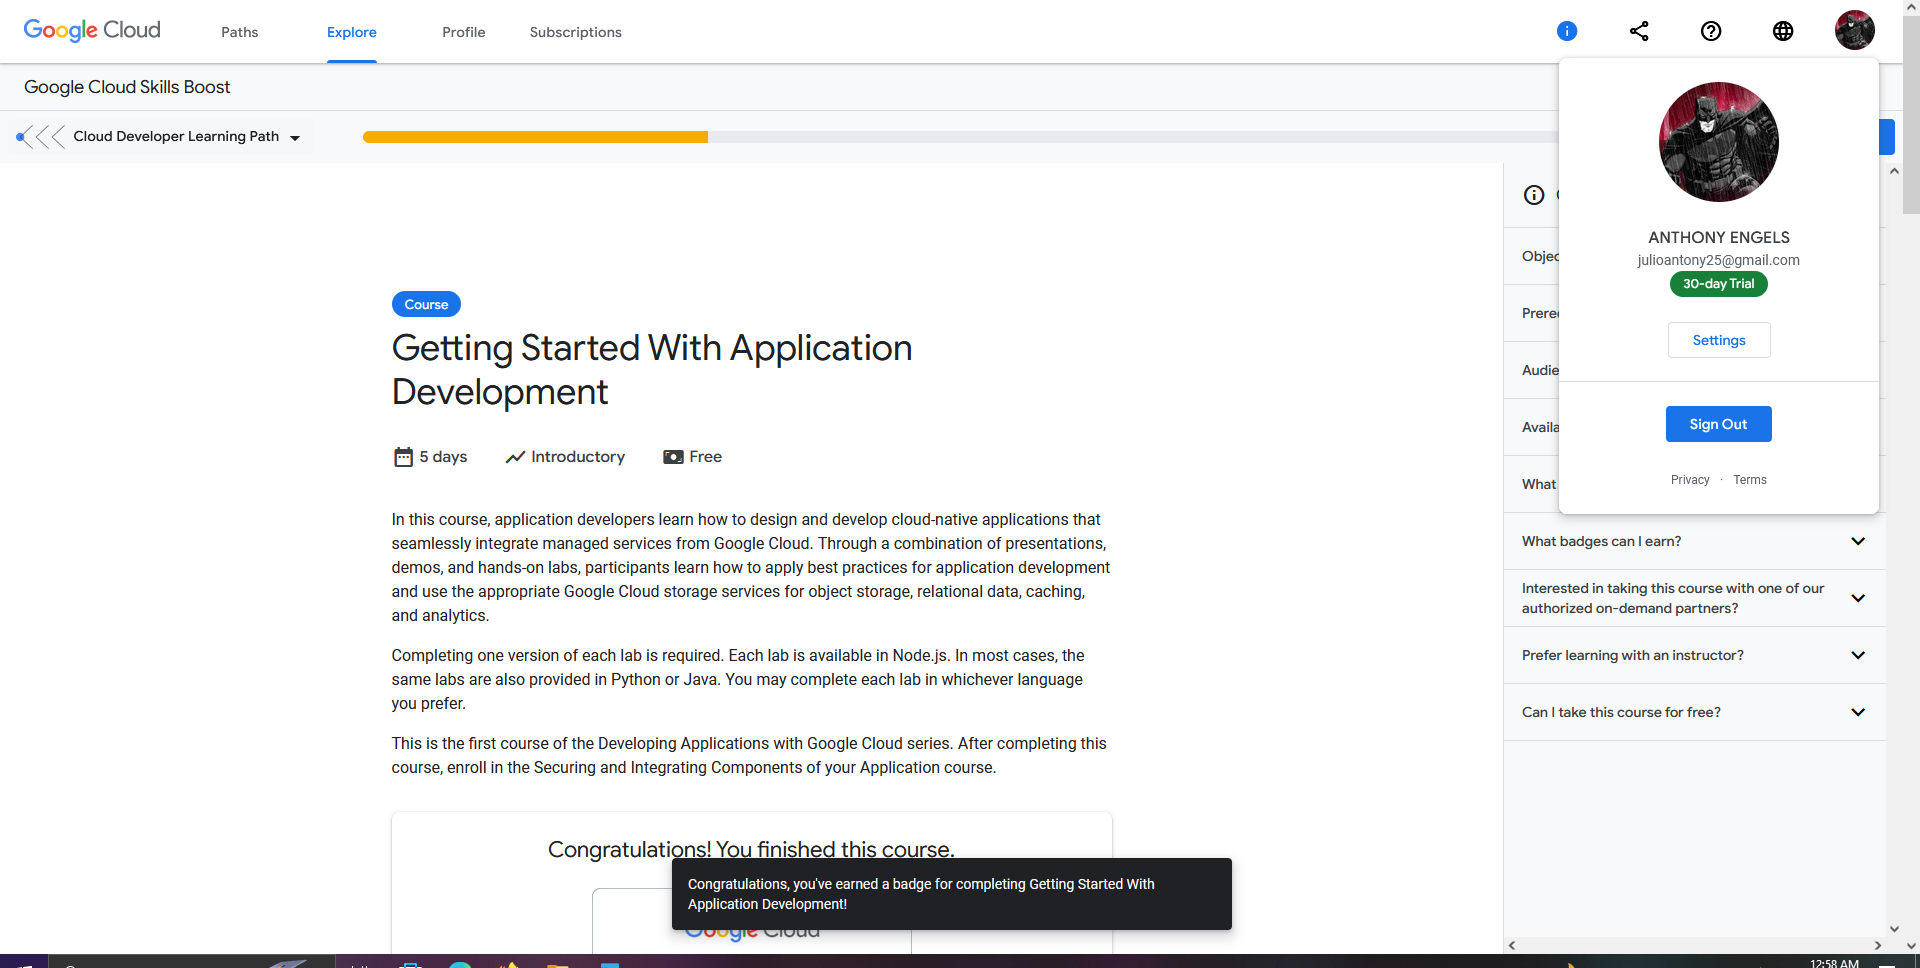 Google Cloud
Paths
Explore
Profile
Subscriptions
Google Cloud Skills Boost
Cloud Developer Learning Path
ANTHONY ENGELS
julioantony25@gmail.com
30-day Trial
Settings
Sign Out
Privacy · Terms
Course
Getting Started With Application
Development
5 days
Introductory
Free
In this course, application developers learn how to design and develop cloud-native applications that
seamlessly integrate managed services from Google Cloud. Through a combination of presentations,
demos, and hands-on labs, participants learn how to apply best practices for application development
and use the appropriate Google Cloud storage services for object storage, relational data, caching,
and analytics.
Completing one version of each lab is required. Each lab is available in Node.js. In most cases, the
same labs are also provided in Python or Java. You may complete each lab in whichever language
you prefer.
This is the first course of the Developing Applications with Google Cloud series. After completing this
course, enroll in the Securing and Integrating Components of your Application course.
Congratulations! You finished this course.
Congratulations, you've earned a badge for completing Getting Started With
Application Development!
Google Cloud
Objec
Prere
Audie
Availa
What
What badges can I earn?
Interested in taking this course with one of our
authorized on-demand partners?
Prefer learning with an instructor?
Can I take this course for free?
12:58 AM